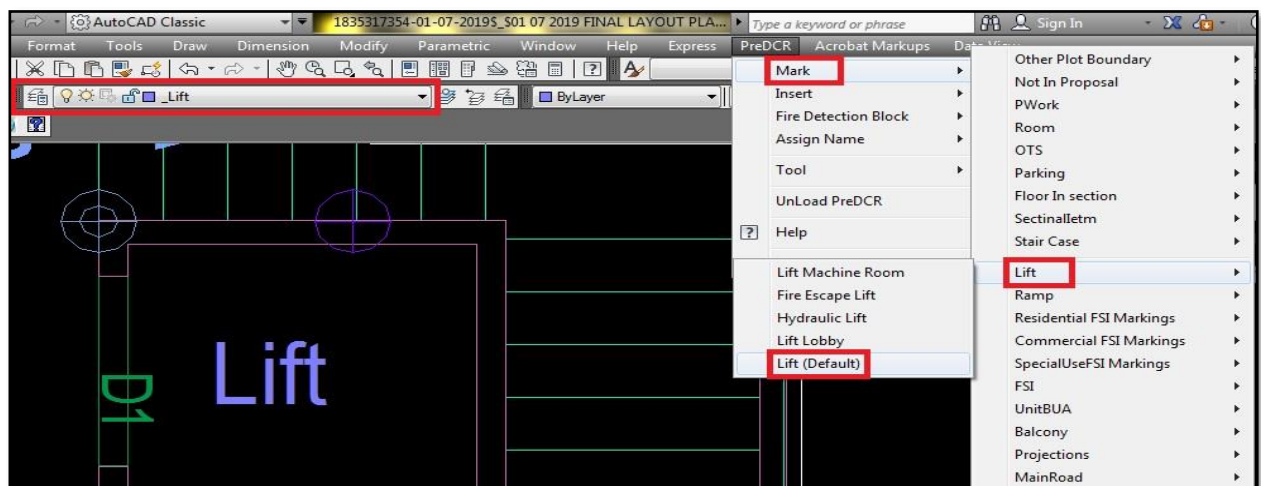 AutoCAD Classic 1835317354-01-07-2019$_$01 07 2019 FINAL LAYOUT PLA... Type a keyword or phrase Sign In
Format Tools Draw Dimension Modify Parametric Window Help Express PreDCR Acrobat Markups Data View
_Lift ByLayer
Mark
Insert
Fire Detection Block
Assign Name
Tool
UnLoad PreDCR
Help
Other Plot Boundary
Not In Proposal
PWork
Room
OTS
Parking
Floor In section
SectinalIetm
Stair Case
Lift
Ramp
Residential FSI Markings
Commercial FSI Markings
SpecialUseFSI Markings
FSI
UnitBUA
Balcony
Projections
MainRoad
Lift Machine Room
Fire Escape Lift
Hydraulic Lift
Lift Lobby
Lift (Default)
Lift
D1